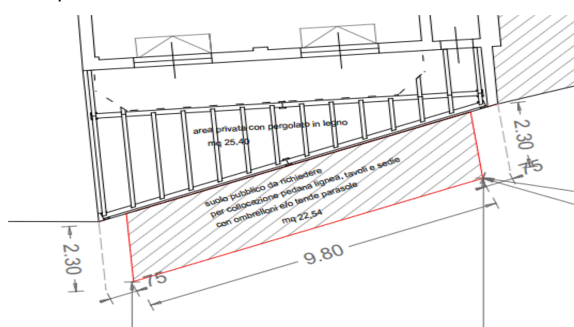 area privata con pergolato in legno
mq 25,40
2.30
75
suolo pubblico da richiedere
per collocazione pedana lignea, tavoli e sedie
con ombrelloni e/o tende parasole
mq 22,54
2.30
75
9.80